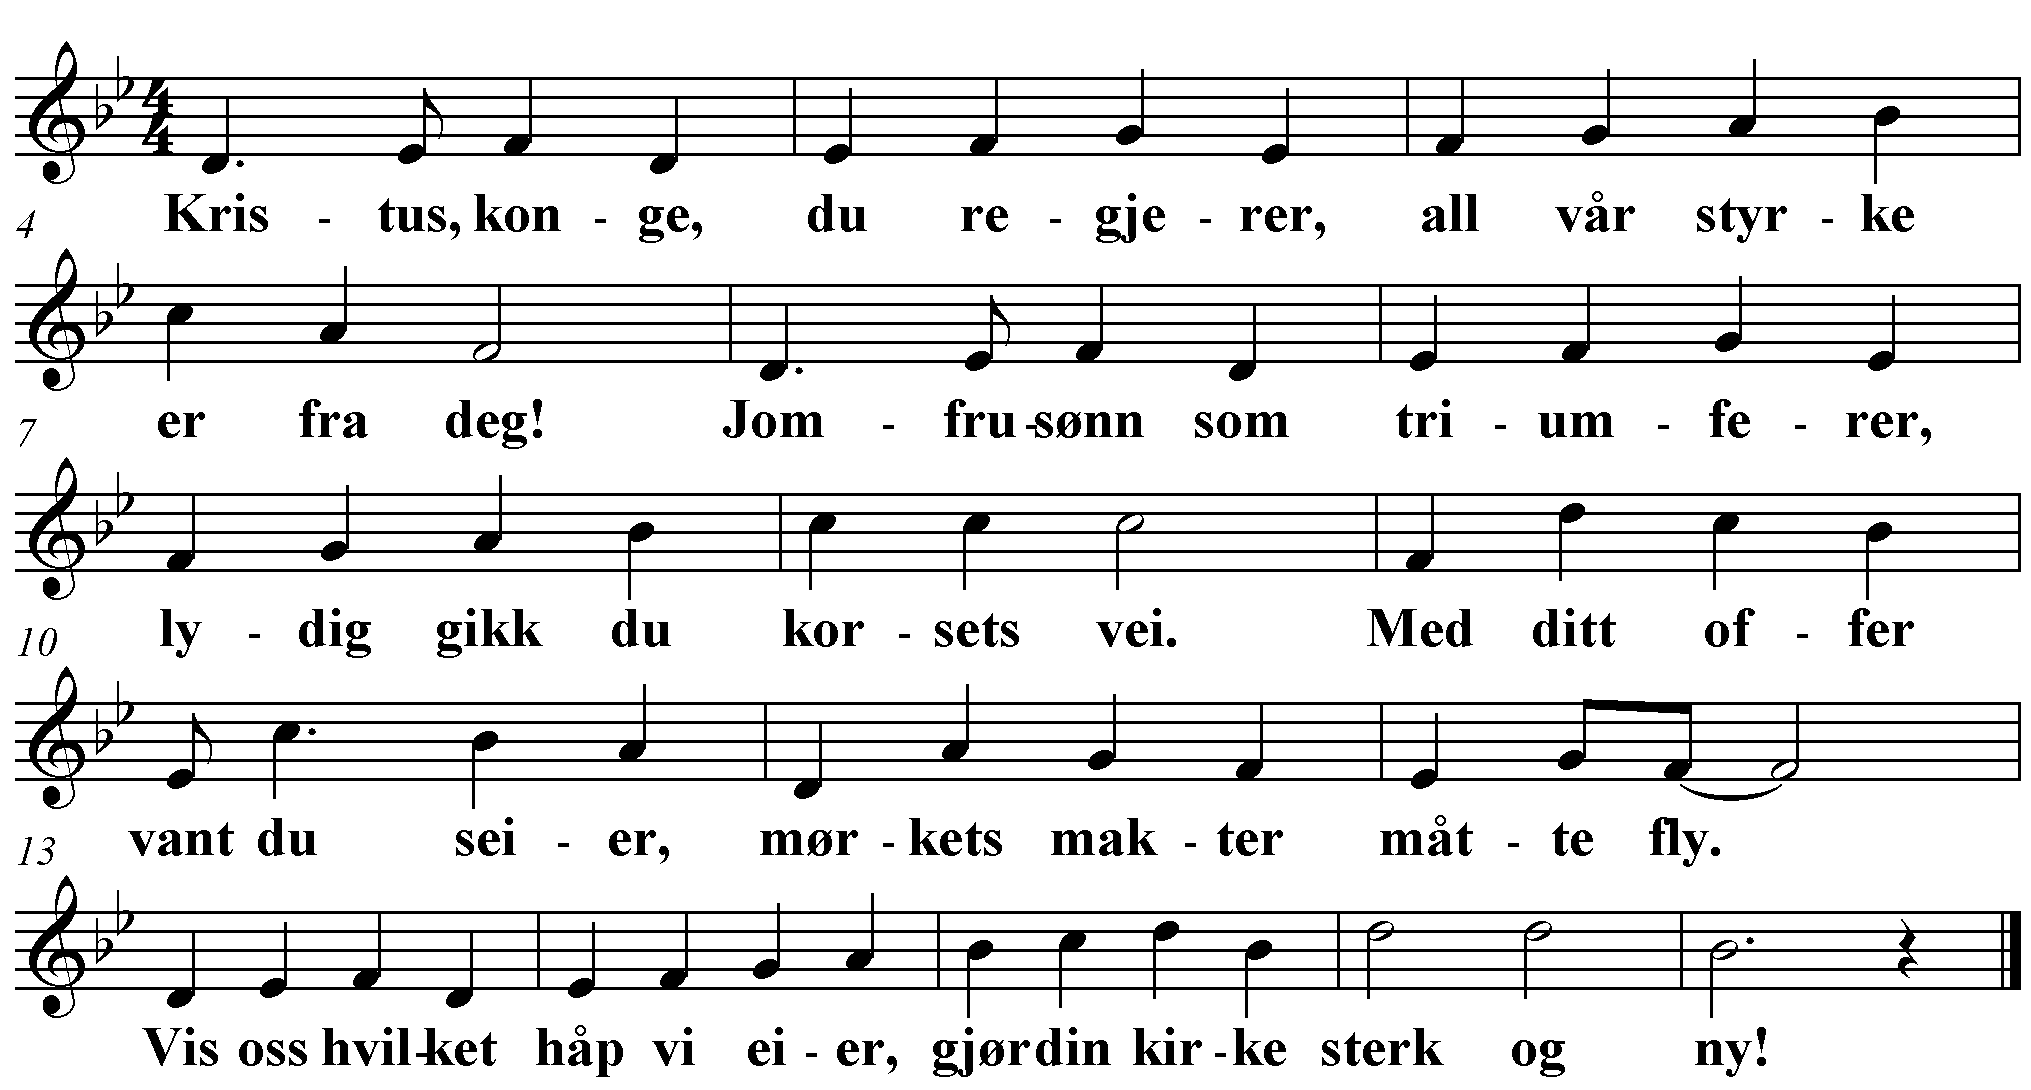 4
4
Kris - tus, kon - ge, du re - gje - rer, all vår styr - ke
4
er fra deg! Jom - fru - sønn som tri - um - fe - rer,
7
ly - dig gikk du kor - sets vei. Med ditt of - fer
10
vant du sei - er, mør - kets mak - ter måt - te fly.
13
Vis oss hvil - ket håp vi ei - er, gjør din kir - ke sterk og ny!